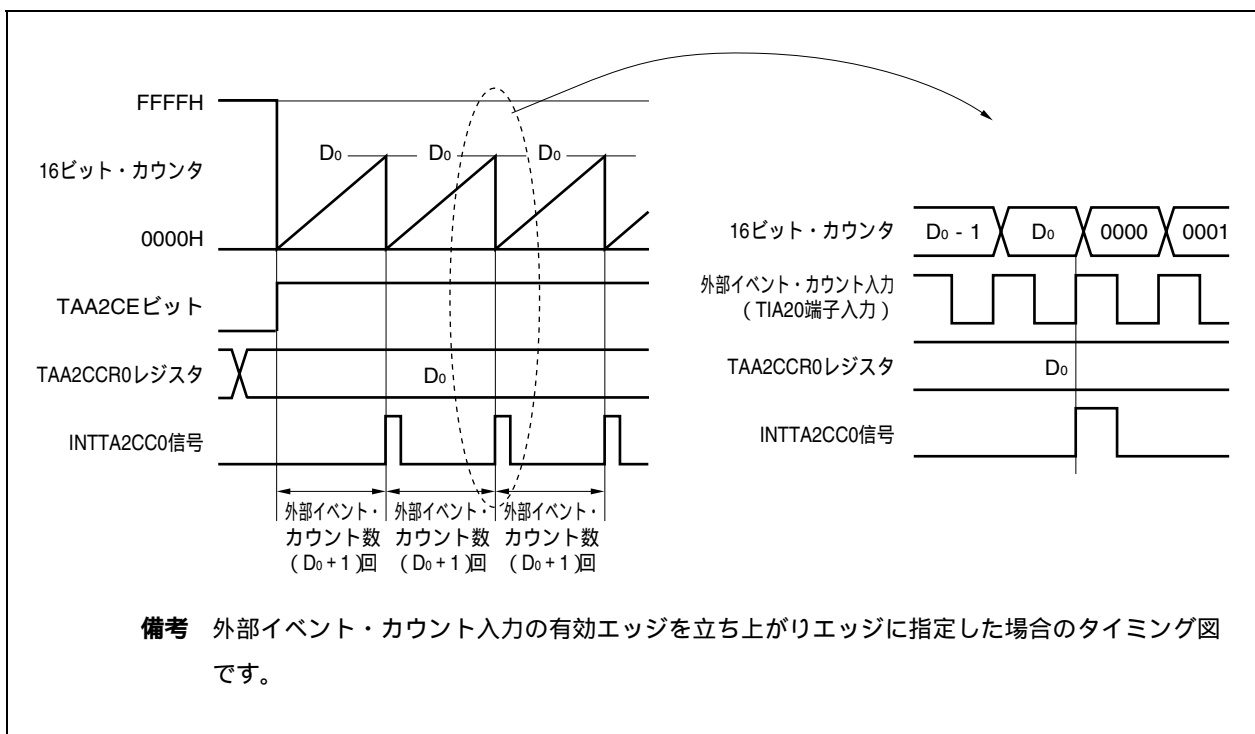 FFFFH
D0 D0 D0
16ビット・カウンタ
0000H
TAA2CEビット
TAA2CCR0レジスタ
D0
INTTA2CC0信号
外部イベント・ 外部イベント・ 外部イベント・
カウント数 カウント数 カウント数
(D0+1)回 (D0+1)回 (D0+1)回
16ビット・カウンタ D0 - 1 D0 0000 0001
外部イベント・カウント入力
(TIA20端子入力)
TAA2CCR0レジスタ
D0
INTTA2CC0信号
備考 外部イベント・カウント入力の有効エッジを立ち上がりエッジに指定した場合のタイミング図
です。